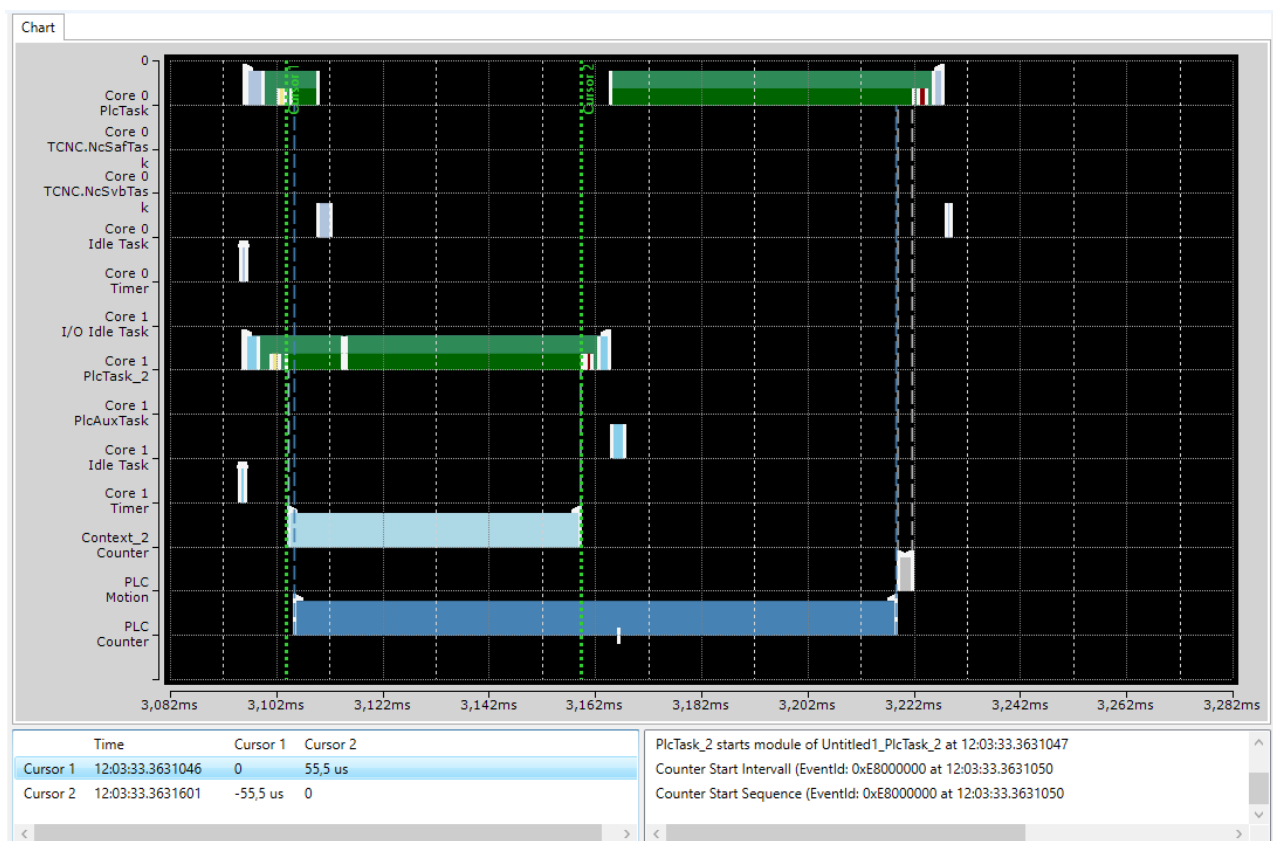 Chart
0
Core 0
PlcTask
Core 0
TCNC.NcSafTas
k
Core 0
TCNC.NcSvbTas
k
Core 0
Idle Task
Core 0
Timer
Core 1
I/O Idle Task
Core 1
PlcTask_2
Core 1
PlcAuxTask
Core 1
Idle Task
Core 1
Timer
Context_2
Counter
PLC
Motion
PLC
Counter
Cursor 1
Cursor 2
3,082ms 3,102ms 3,122ms 3,142ms 3,162ms 3,182ms 3,202ms 3,222ms 3,242ms 3,262ms 3,282ms
Time Cursor 1 Cursor 2
Cursor 1 12:03:33.3631046 0 55,5 us
Cursor 2 12:03:33.3631601 -55,5 us 0
PlcTask_2 starts module of Untitled1_PlcTask_2 at 12:03:33.3631047
Counter Start Intervall (EventId: 0xE8000000 at 12:03:33.3631050
Counter Start Sequence (EventId: 0xE8000000 at 12:03:33.3631050